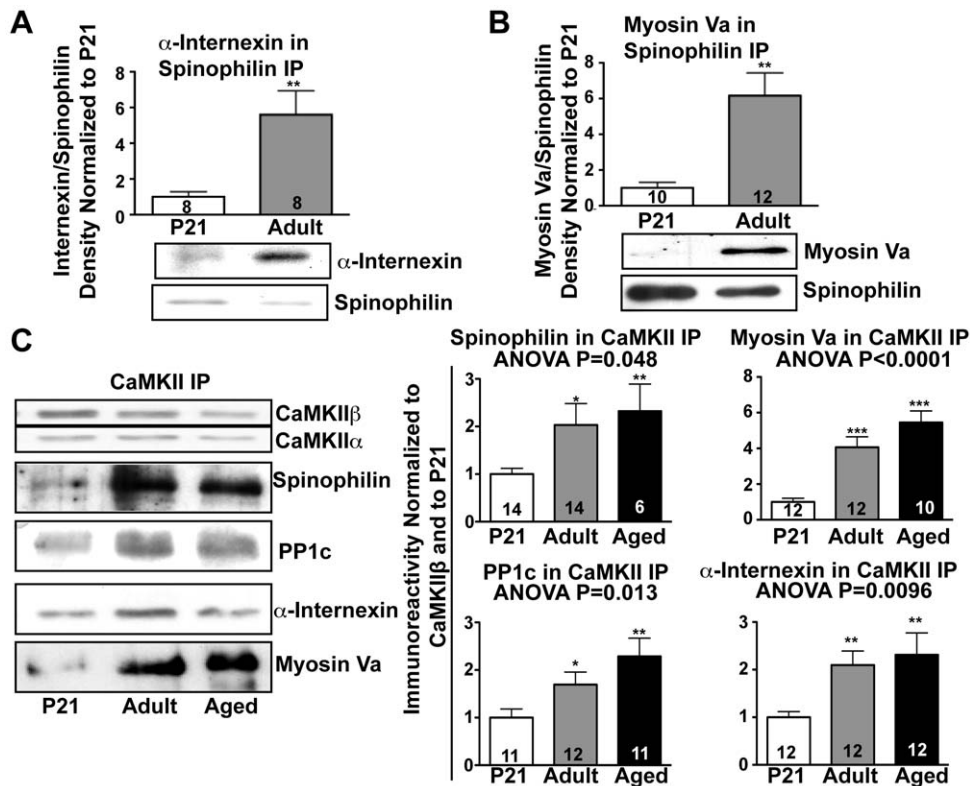 A
α-Internexin in
Spinophilin IP
Internexin/Spinophilin
Density Normalized to P21
8
6
4
2
0
**
8
8
P21 Adult
α-Internexin
Spinophilin
B
Myosin Va in
Spinophilin IP
Myosin Va/Spinophilin
Density Normalized to P21
8
6
4
2
0
**
10
12
P21 Adult
Myosin Va
Spinophilin
C
CaMKII IP
CaMKIIβ
CaMKIIα
Spinophilin
PP1c
α-Internexin
Myosin Va
P21 Adult Aged
Immunoreactivity Normalized to
CaMKIIβ and to P21
Spinophilin in CaMKII IP
ANOVA P=0.048
3
2
1
0
* **
14 14 6
P21 Adult Aged
Myosin Va in CaMKII IP
ANOVA P<0.0001
8
6
4
2
0
*** ***
12 12 10
P21 Adult Aged
PP1c in CaMKII IP
ANOVA P=0.013
3
2
1
0
* **
11 12 11
P21 Adult Aged
α-Internexin in CaMKII IP
ANOVA P=0.0096
3
2
1
0
** **
12 12 12
P21 Adult Aged